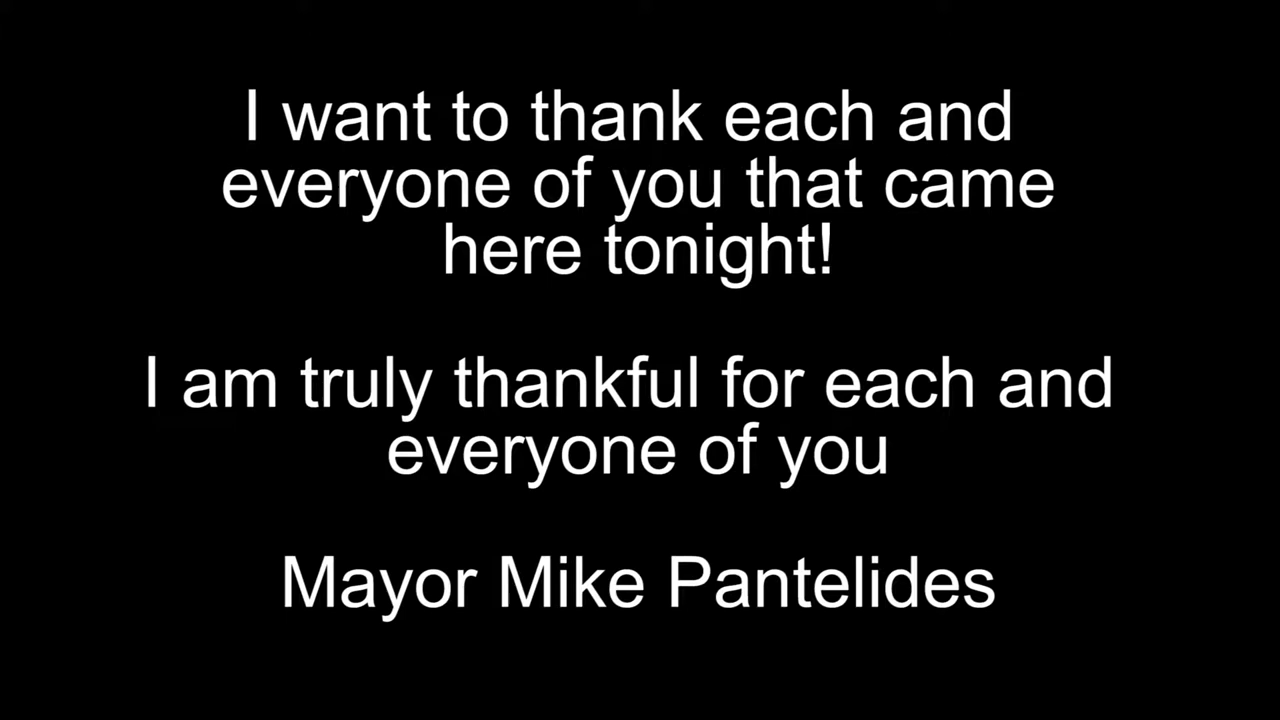 I want to thank each and
everyone of you that came
here tonight!
I am truly thankful for each and
everyone of you
Mayor Mike Pantelides